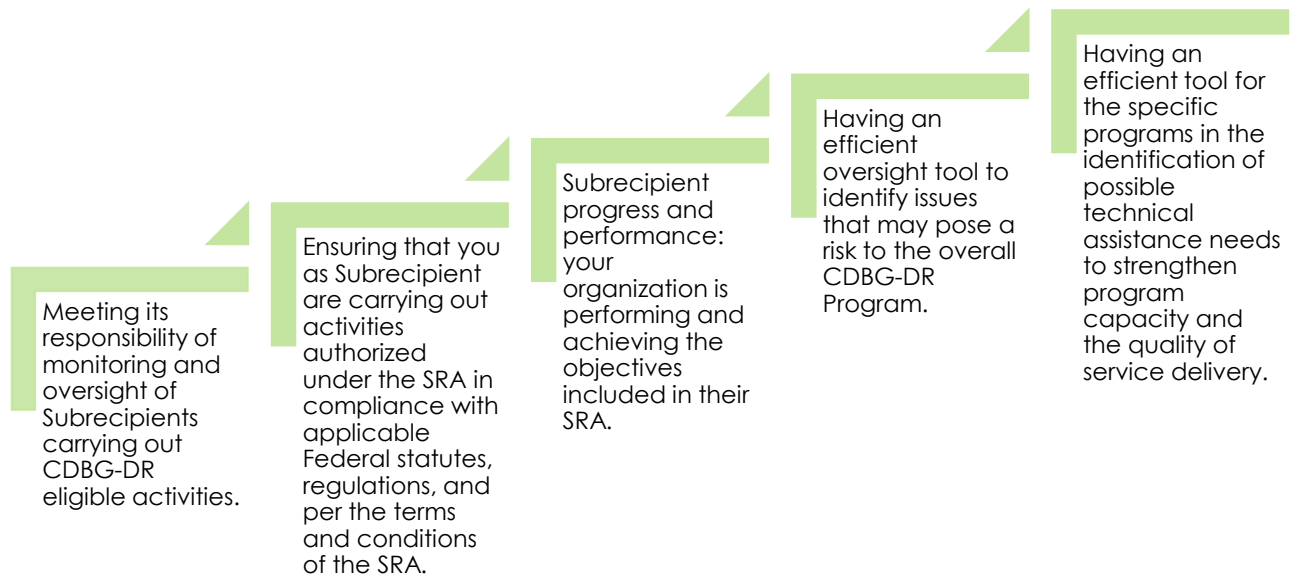 Meeting its
responsibility of
monitoring and
oversight of
Subrecipients
carrying out
CDBG-DR
eligible activities.
Ensuring that you
as Subrecipient
are carrying out
activities
authorized
under the SRA in
compliance with
applicable
Federal statutes,
regulations, and
per the terms
and conditions
of the SRA.
Subrecipient
progress and
performance:
your
organization is
performing and
achieving the
objectives
included in their
SRA.
Having an
efficient
oversight tool to
identify issues
that may pose a
risk to the overall
CDBG-DR
Program.
Having an
efficient tool for
the specific
programs in the
identification of
possible
technical
assistance needs
to strengthen
program
capacity and
the quality of
service delivery.